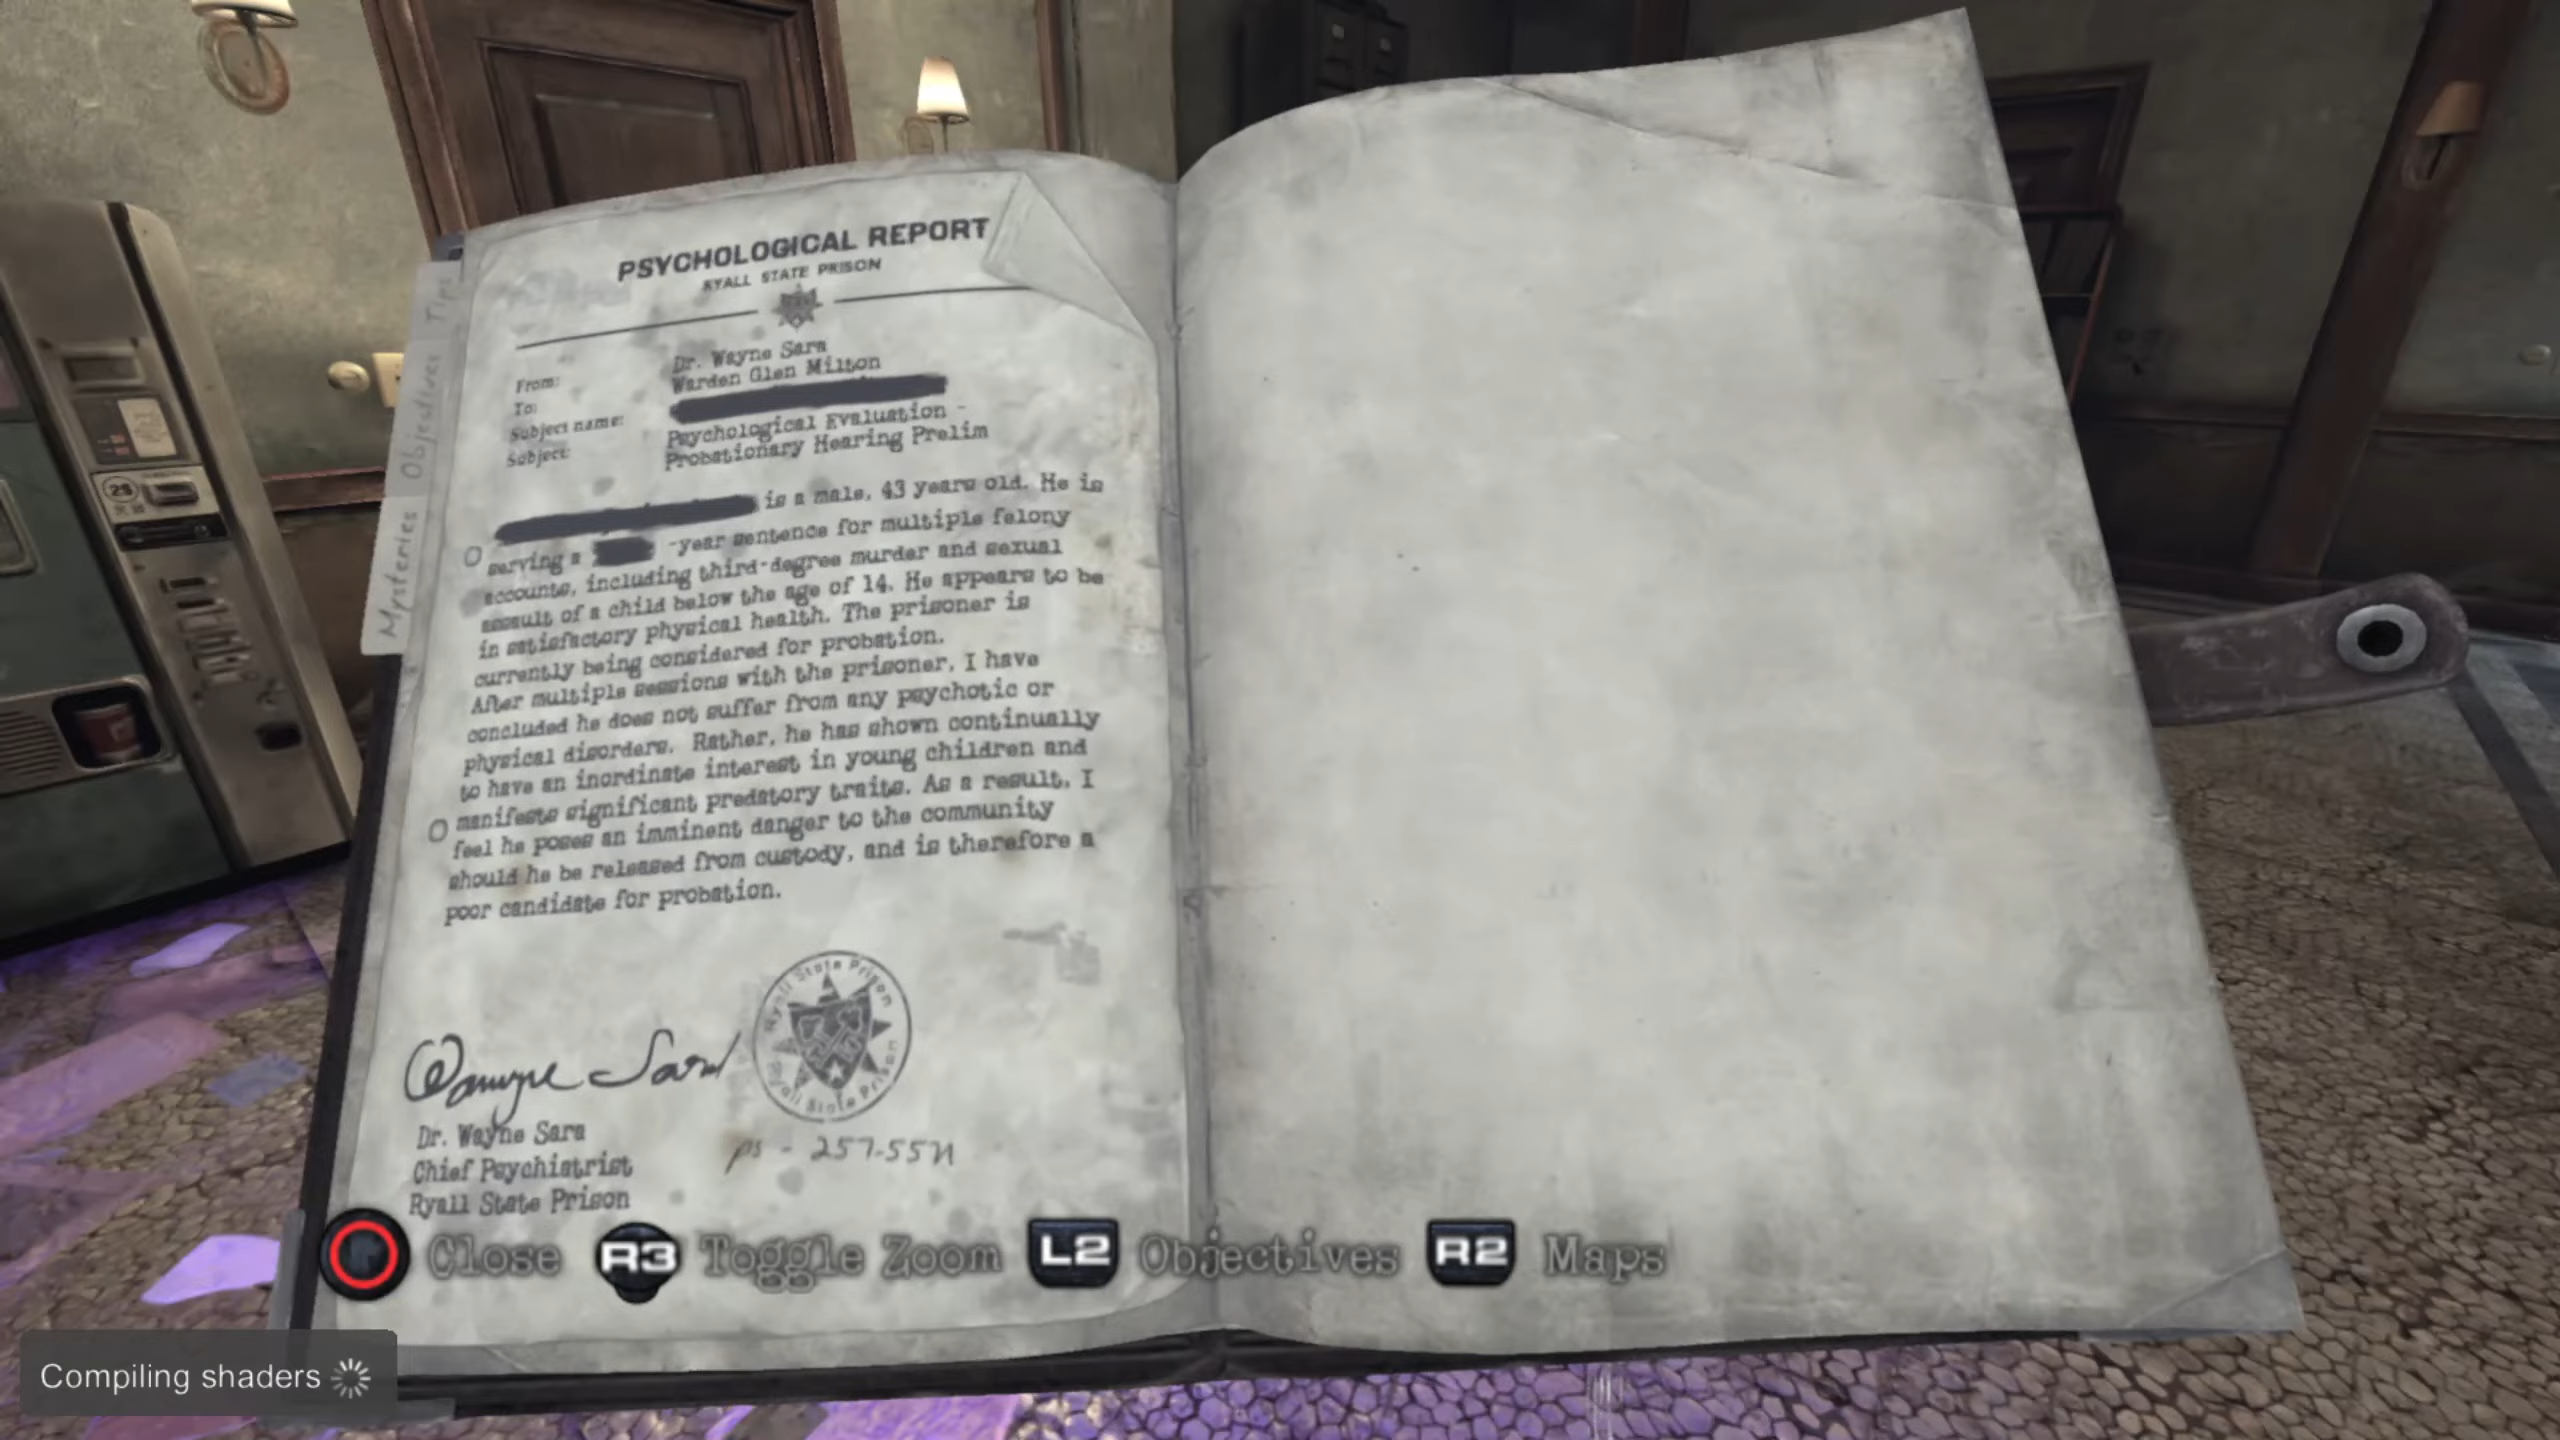 PSYCHOLOGICAL REPORT
RYALL STATE PRISON
From: Dr. Wayne Sara
To: Warden Glen Milton
Subject name:
Subject: Psychological Evaluation -
Probationary Hearing Prelim
is a male, 43 years old. He is
serving a -year sentence for multiple felony
accounts, including third-degree murder and sexual
assault of a child below the age of 14. He appears to be
in satisfactory physical health. The prisoner is
currently being considered for probation.
After multiple sessions with the prisoner, I have
concluded he does not suffer from any psychotic or
physical disorders. Rather, he has shown continually
to have an inordinate interest in young children and
manifests significant predatory traits. As a result, I
feel he poses an imminent danger to the community
should he be released from custody, and is therefore a
poor candidate for probation.
Wayne Sara
Ryall State Prison
Ryall State Prison
Dr. Wayne Sara
Chief Psychiatrist
Ryall State Prison
ps - 257-55N
Tips
Objectives
Mysteries
25
Close R3 Toggle Zoom L2 Objectives R2 Maps
Compiling shaders